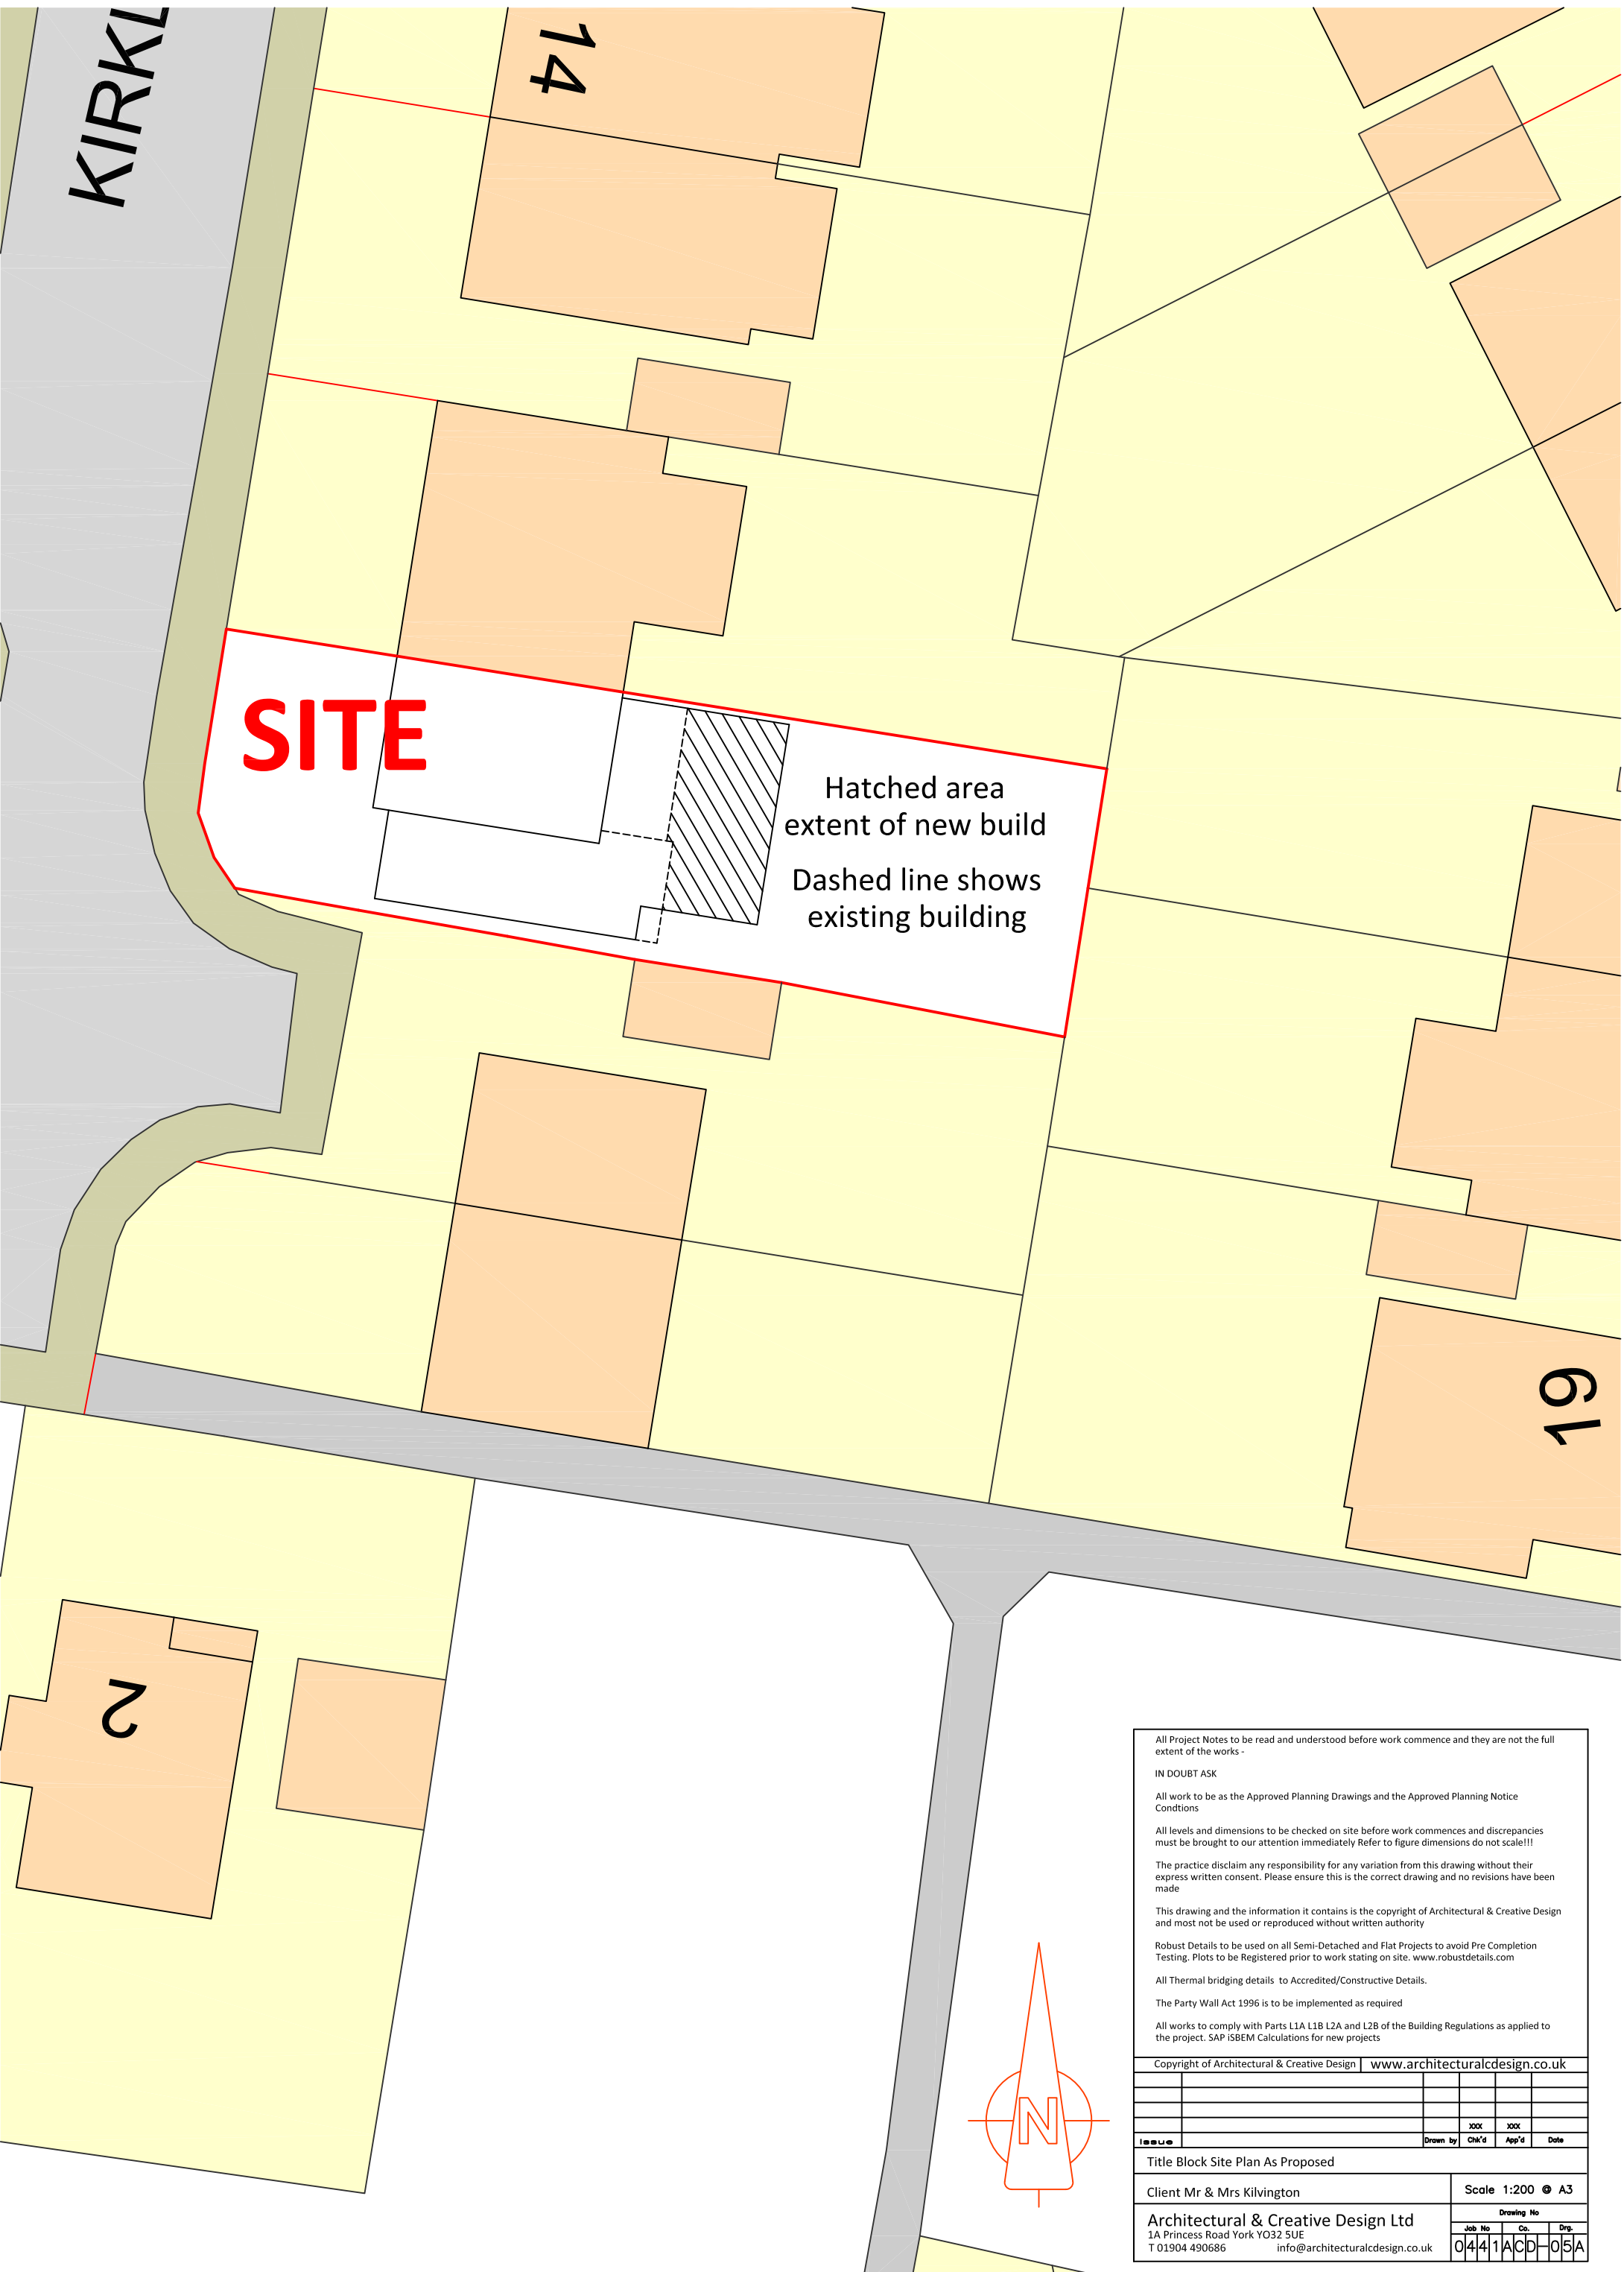 KIRKL
14
SITE
Hatched area
extent of new build
Dashed line shows
existing building
19
2
All Project Notes to be read and understood before work commence and they are not the full
extent of the works -
IN DOUBT ASK
All work to be as the Approved Planning Drawings and the Approved Planning Notice
Condtions
All levels and dimensions to be checked on site before work commences and discrepancies
must be brought to our attention immediately Refer to figure dimensions do not scale!!!
The practice disclaim any responsibility for any variation from this drawing without their
express written consent. Please ensure this is the correct drawing and no revisions have been
made
This drawing and the information it contains is the copyright of Architectural & Creative Design
and most not be used or reproduced without written authority
Robust Details to be used on all Semi-Detached and Flat Projects to avoid Pre Completion
Testing. Plots to be Registered prior to work stating on site. www.robustdetails.com
All Thermal bridging details to Accredited/Constructive Details.
The Party Wall Act 1996 is to be implemented as required
All works to comply with Parts L1A L1B L2A and L2B of the Building Regulations as applied to
the project. SAP iSBEM Calculations for new projects
Copyright of Architectural & Creative Design www.architecturalcdesign.co.uk
xxx xxx
Issue Drawn by Chk'd App'd Date
Title Block Site Plan As Proposed
Client Mr & Mrs Kilvington
Scale 1:200 @ A3
Architectural & Creative Design Ltd
1A Princess Road York YO32 5UE
T 01904 490686 info@architecturalcdesign.co.uk
Drawing No
Job No Co. Drg.
0441ACD-05A
N